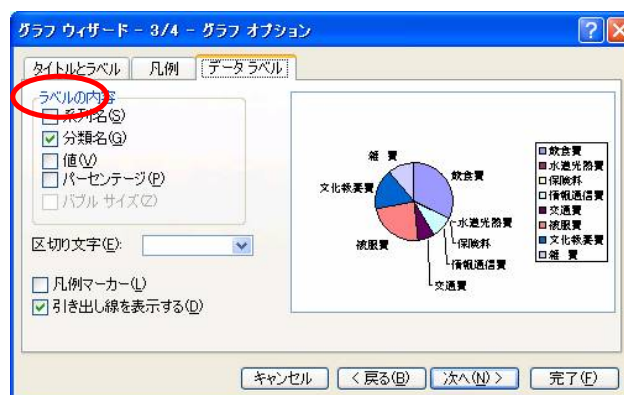 グラフ ウィザード - 3/4 - グラフ オプション
タイトルとラベル 凡例 データ ラベル
ラベルの内容
系列名(S)
分類名(G)
値(V)
パーセンテージ(P)
バブル サイズ(Z)
区切り文字(E):
凡例マーカー(L)
引き出し線を表示する(D)
雑 費
飲食費
文化教養費
水道光熱費
被服費
保険料
情報通信費
交通費
飲食費
水道光熱費
保険料
情報通信費
交通費
被服費
文化教養費
雑 費
キャンセル < 戻る(B) 次へ(N) > 完了(F)